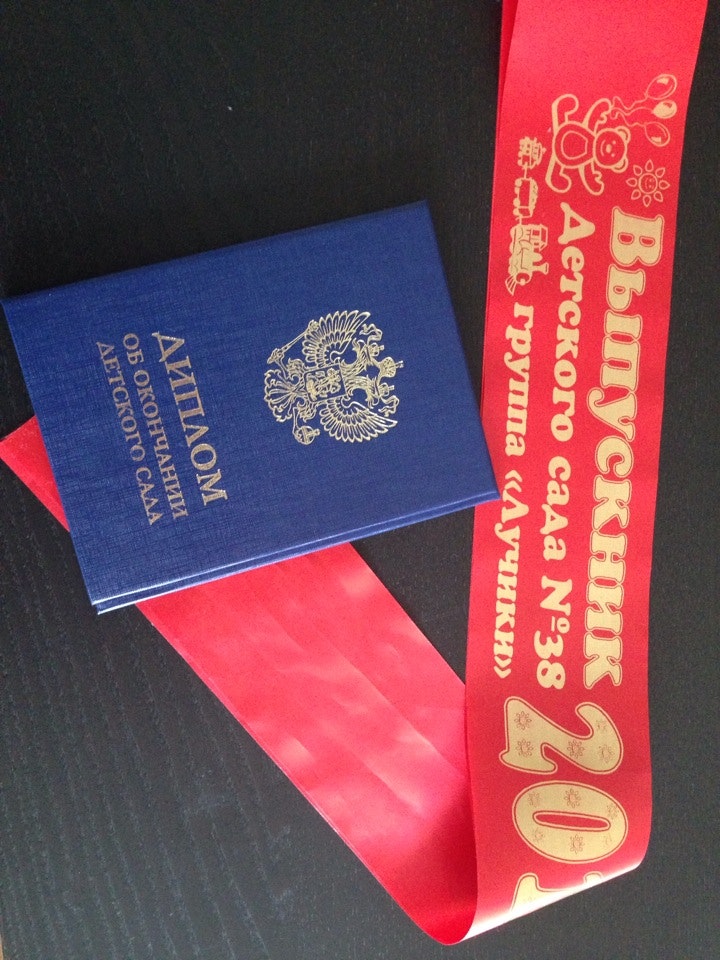 ДИПЛОМ
ОБ ОКОНЧАНИИ
ДЕТСКОГО САДА
Выпускник
Детского сада №38
группа «Лучики»
20